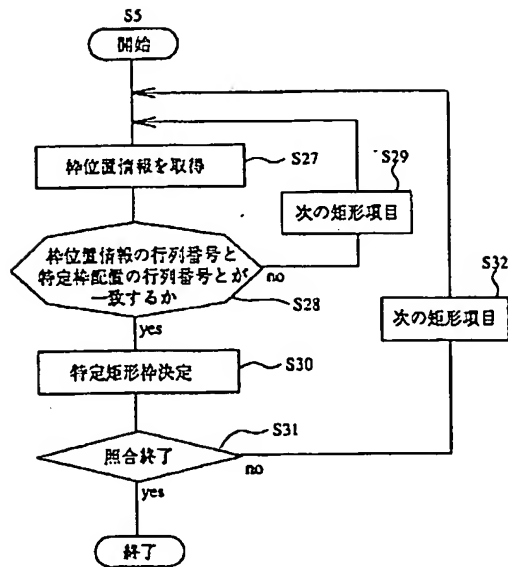 S5
開始
枠位置情報を取得
S27
S29
次の矩形項目
枠位置情報の行列番号と
特定枠配置の行列番号とが
一致するか
no
S28
yes
S32
次の矩形項目
特定矩形枠決定
S30
照合終了
S31
no
yes
終了